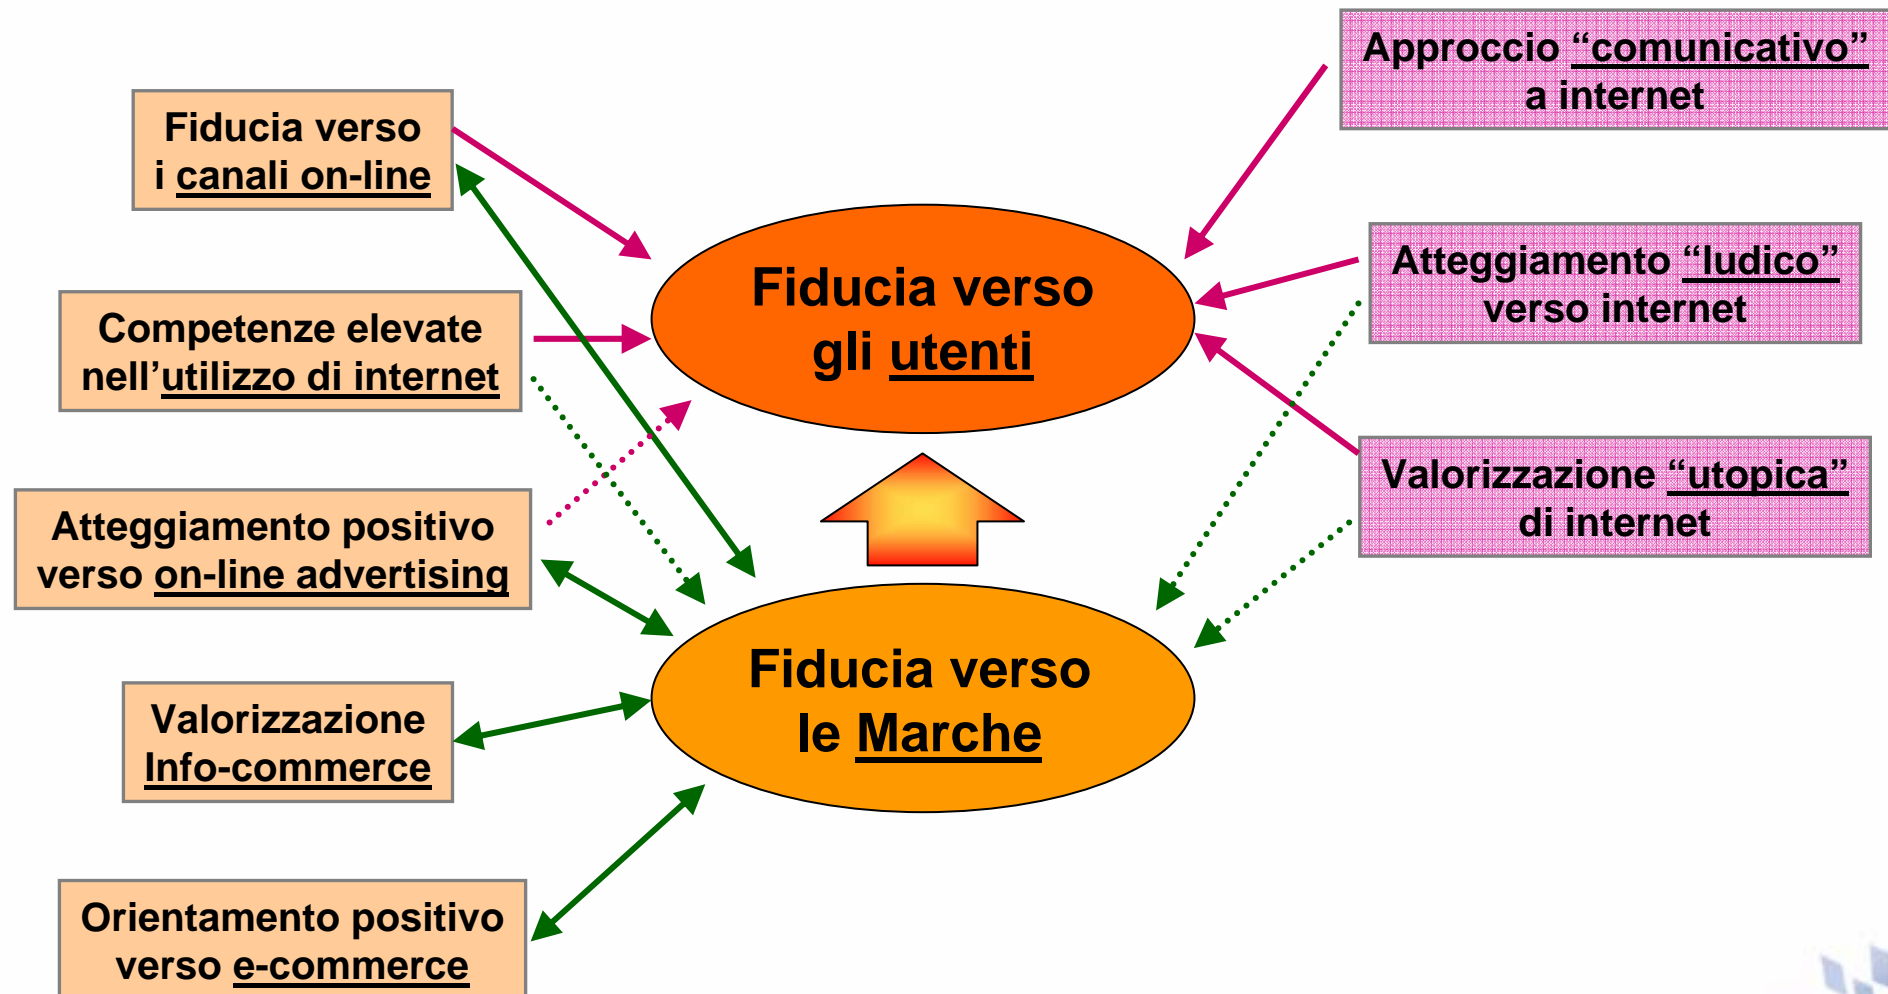 Approccio “comunicativo”
a internet
Fiducia verso
i canali on-line
Atteggiamento “ludico”
verso internet
Fiducia verso
gli utenti
Competenze elevate
nell’utilizzo di internet
Valorizzazione “utopica”
di internet
Atteggiamento positivo
verso on-line advertising
Fiducia verso
le Marche
Valorizzazione
Info-commerce
Orientamento positivo
verso e-commerce